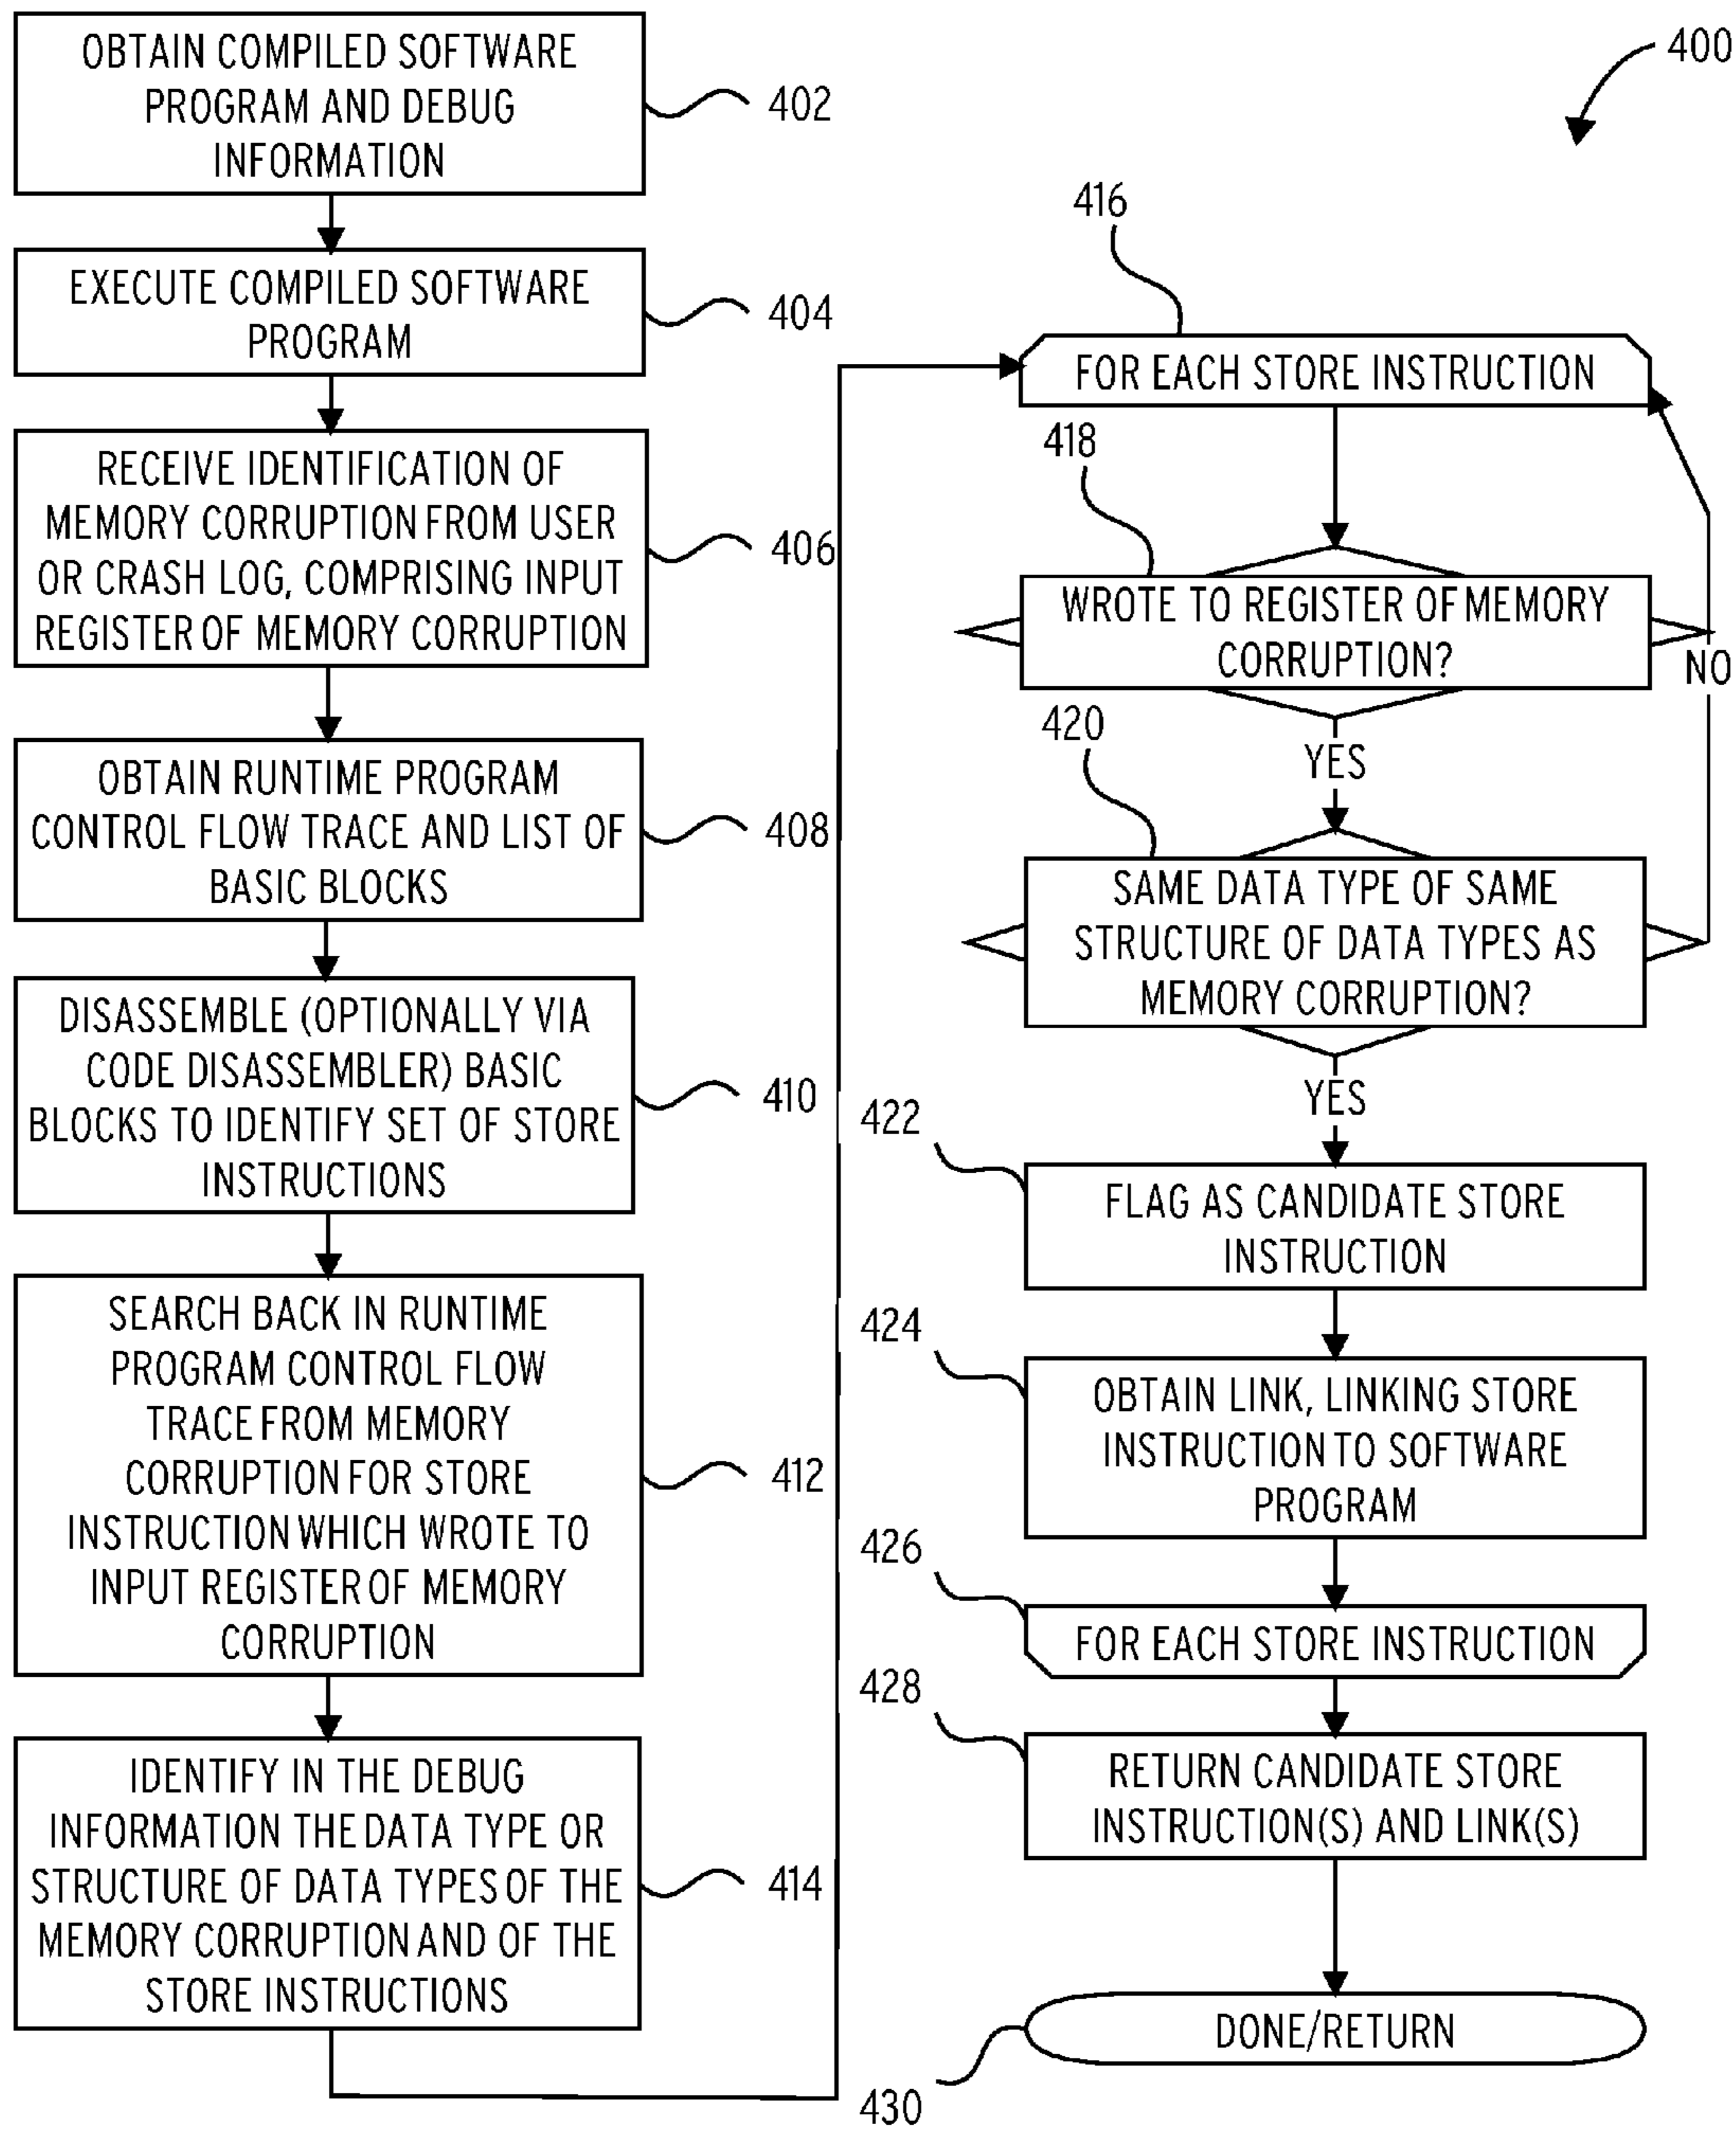 OBTAIN COMPILED SOFTWARE
PROGRAM AND DEBUG
INFORMATION
402
EXECUTE COMPILED SOFTWARE
PROGRAM
404
RECEIVE IDENTIFICATION OF
MEMORY CORRUPTION FROM USER
OR CRASH LOG, COMPRISING INPUT
REGISTER OF MEMORY CORRUPTION
406
OBTAIN RUNTIME PROGRAM
CONTROL FLOW TRACE AND LIST OF
BASIC BLOCKS
408
DISASSEMBLE (OPTIONALLY VIA
CODE DISASSEMBLER) BASIC
BLOCKS TO IDENTIFY SET OF STORE
INSTRUCTIONS
410
SEARCH BACK IN RUNTIME
PROGRAM CONTROL FLOW
TRACE FROM MEMORY
CORRUPTION FOR STORE
INSTRUCTION WHICH WROTE TO
INPUT REGISTER OF MEMORY
CORRUPTION
412
IDENTIFY IN THE DEBUG
INFORMATION THE DATA TYPE OR
STRUCTURE OF DATA TYPES OF THE
MEMORY CORRUPTION AND OF THE
STORE INSTRUCTIONS
414
400
416
FOR EACH STORE INSTRUCTION
418
WROTE TO REGISTER OF MEMORY
CORRUPTION?
NO
YES
420
SAME DATA TYPE OF SAME
STRUCTURE OF DATA TYPES AS
MEMORY CORRUPTION?
YES
422
FLAG AS CANDIDATE STORE
INSTRUCTION
424
OBTAIN LINK, LINKING STORE
INSTRUCTION TO SOFTWARE
PROGRAM
426
FOR EACH STORE INSTRUCTION
428
RETURN CANDIDATE STORE
INSTRUCTION(S) AND LINK(S)
DONE/RETURN
430